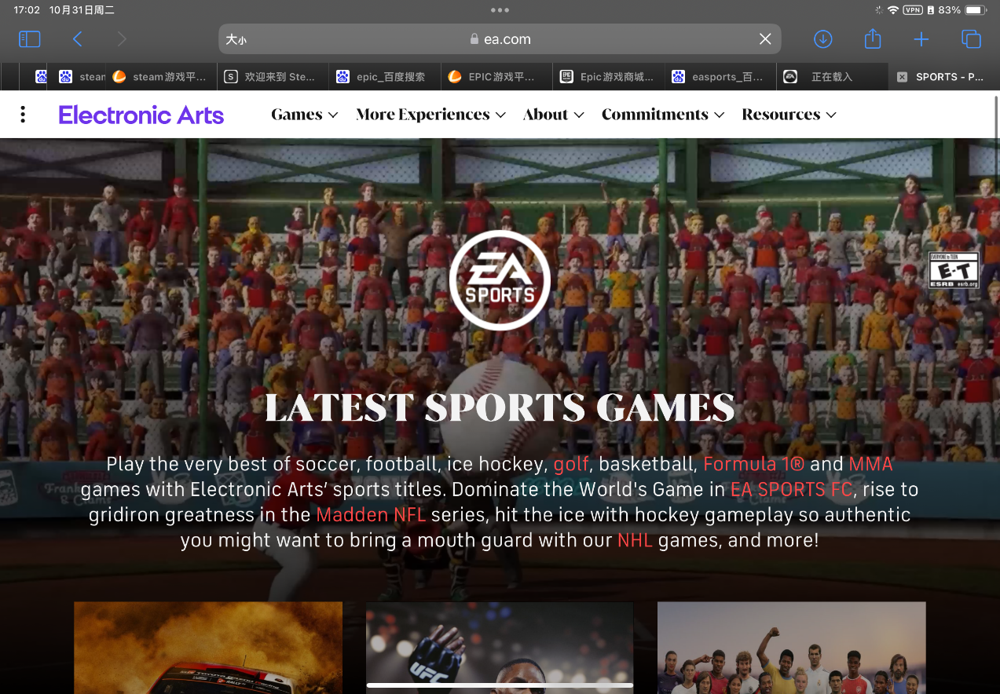 17:02 10月31日周二
VPN 83%
大小 ea.com
steam游戏平... 欢迎来到 Ste... epic_百度搜索 EPIC游戏平... Epic游戏商城... easports_百... 正在载入 SPORTS - P...
Electronic Arts Games More Experiences About Commitments Resources
EA
SPORTS
EVERYONE to TEEN
E-T
ESRB esrb.org
LATEST SPORTS GAMES
Play the very best of soccer, football, ice hockey, golf, basketball, Formula 1® and MMA
games with Electronic Arts’ sports titles. Dominate the World's Game in EA SPORTS FC, rise to
gridiron greatness in the Madden NFL series, hit the ice with hockey gameplay so authentic
you might want to bring a mouth guard with our NHL games, and more!
UFC